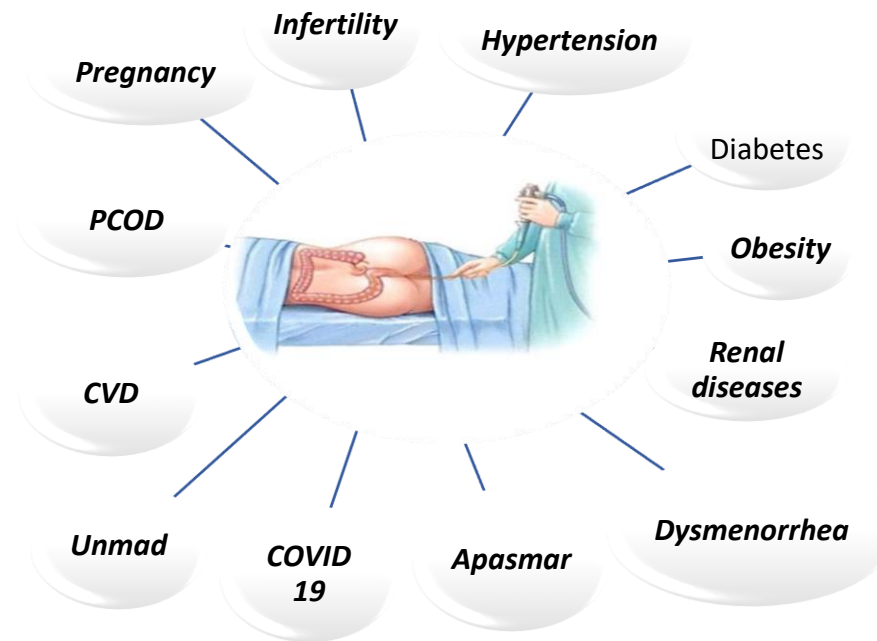 Infertility
Hypertension
Pregnancy
Diabetes
PCOD
Obesity
Renal
diseases
CVD
Dysmenorrhea
Unmad
COVID
19
Apasmar